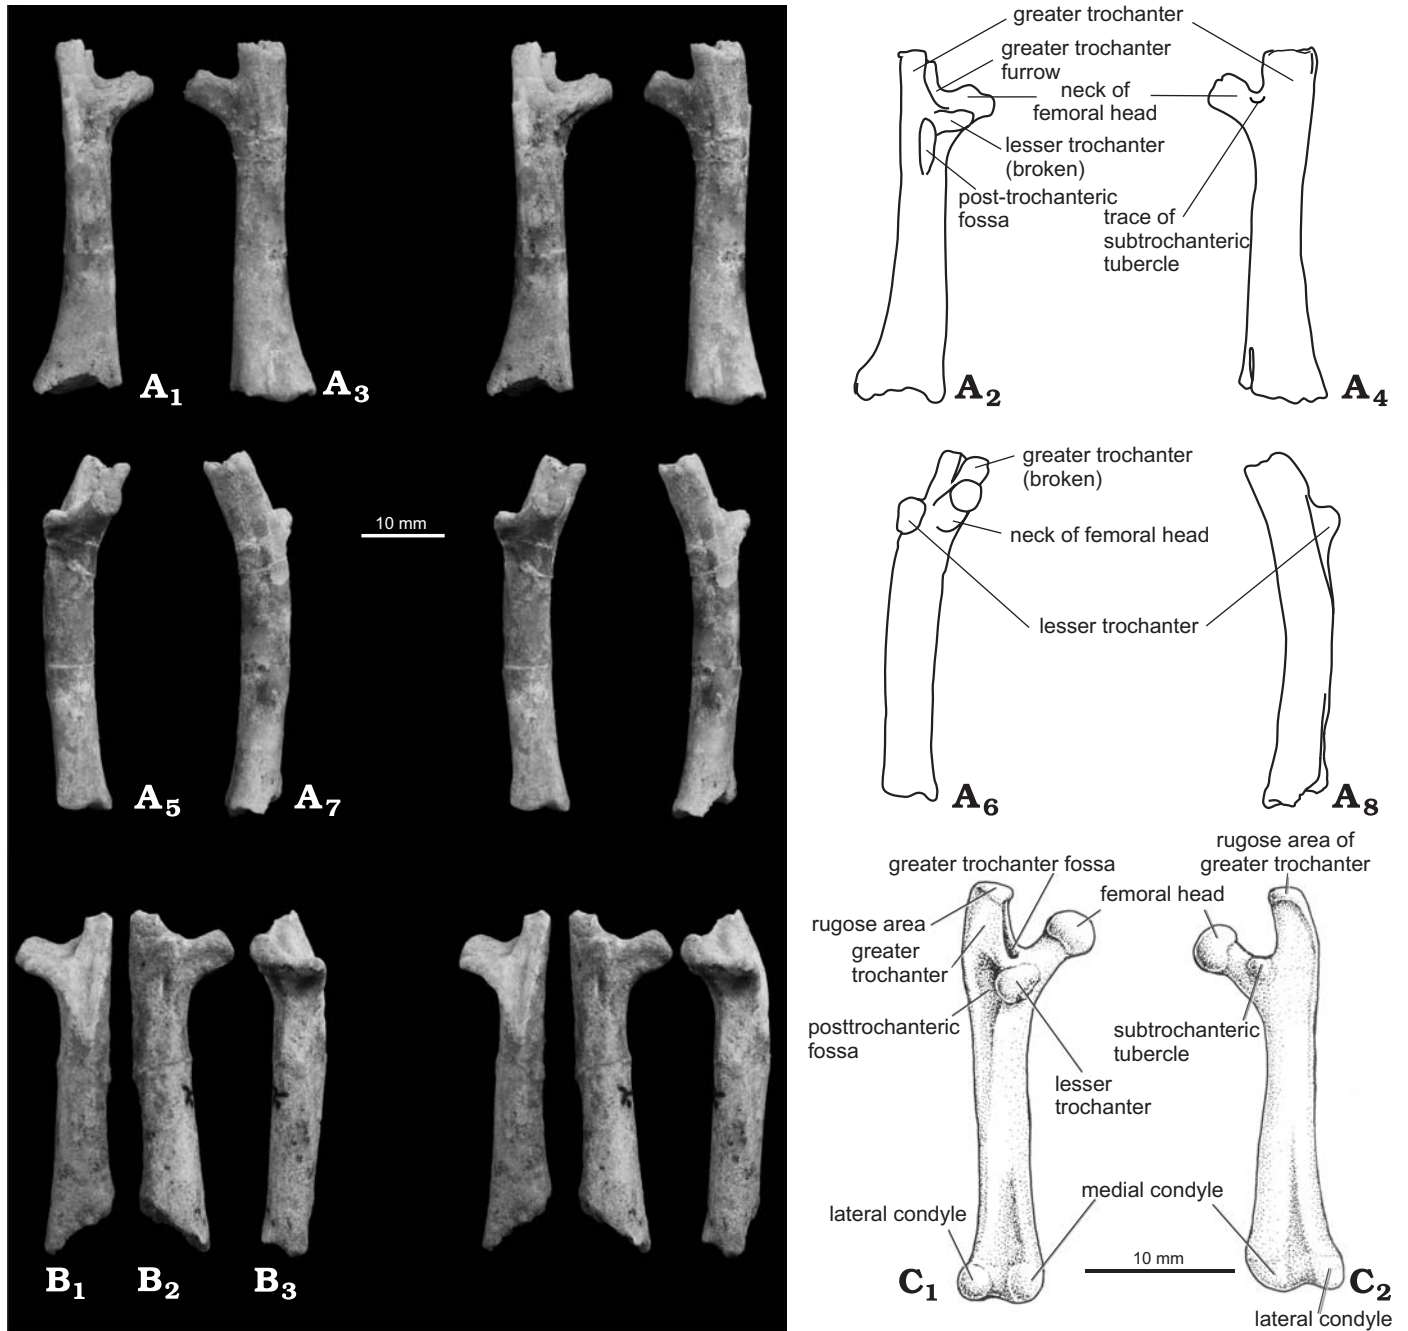 greater trochanter
greater trochanter
furrow
neck of
femoral head
lesser trochanter
(broken)
post-trochanteric
fossa
trace of
subtrochanteric
tubercle
A1
A3
A2
A4
greater trochanter
(broken)
10 mm
neck of femoral head
lesser trochanter
A5
A7
A6
A8
rugose area of
greater trochanter
greater trochanter fossa
femoral head
rugose area
greater
trochanter
posttrochanteric
fossa
subtrochanteric
tubercle
lesser
trochanter
medial condyle
lateral condyle
10 mm
B1
B2
B3
C1
C2
lateral condyle